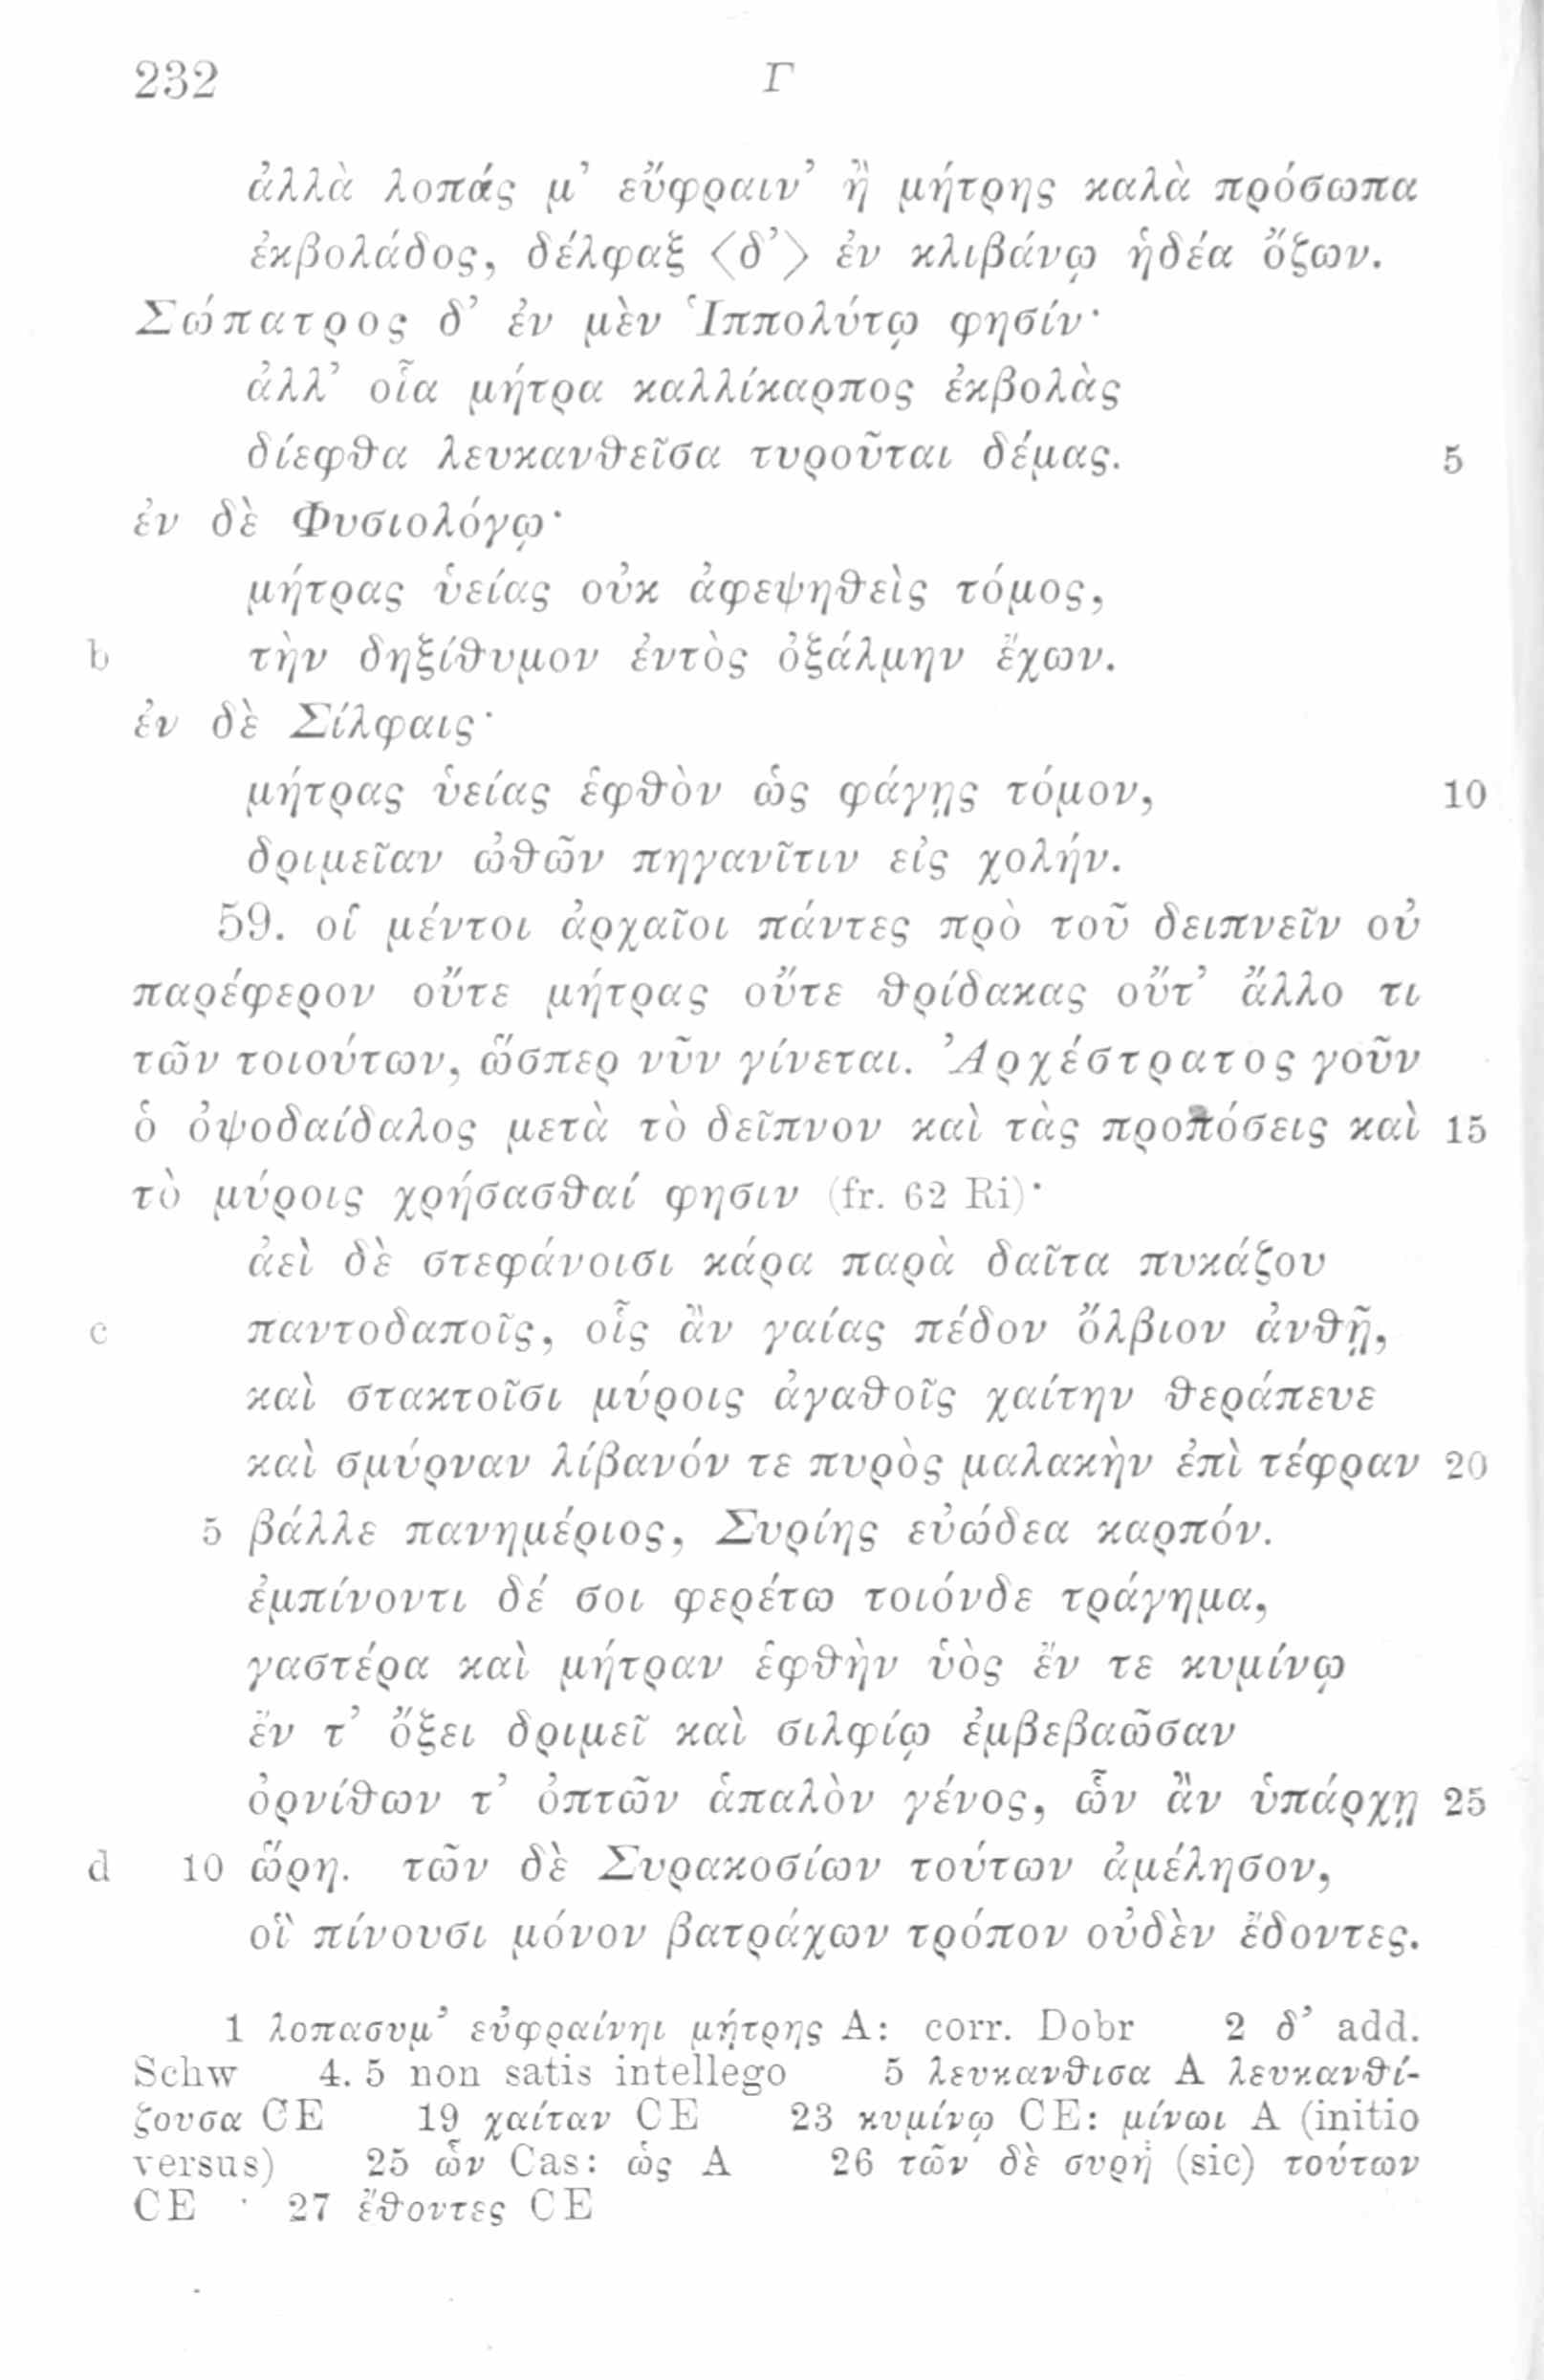 232 Γ
ἀλλὰ λοπάς μ’ εὔφραιν’ ἢ μήτρης καλὰ πρόσωπα
ἐκβολάδος, δέλφαξ <δ’> ἐν κλιβάνῳ ἡδέα ὄζων.
Σώπατρος δ’ ἐν μὲν Ἱππολύτῳ φησίν·
ἀλλ’ οἷα μήτρα καλλίκαρπος ἐκβολὰς
δίεφθα λευκανθεῖσα τυροῦται δέμας. 5
ἐν δὲ Φυσιολόγῳ·
μήτρας ὑείας οὐκ ἀφεψηθεὶς τόμος,
b τὴν δηξίθυμον ἐντὸς ὀξάλμην ἔχων.
ἐν δὲ Σίλφαις·
μήτρας ὑείας ἑφθὸν ὡς φάγῃς τόμον, 10
δριμεῖαν ὠθῶν πηγανῖτιν εἰς χολήν.
59. οἱ μέντοι ἀρχαῖοι πάντες πρὸ τοῦ δειπνεῖν οὐ
παρέφερον οὔτε μήτρας οὔτε θρίδακας οὔτ’ ἄλλο τι
τῶν τοιούτων, ὥσπερ νῦν γίνεται. Ἀρχέστρατος γοῦν
ὁ ὀψοδαίδαλος μετὰ τὸ δεῖπνον καὶ τὰς προπόσεις καὶ 15
τὸ μύροις χρήσασθαί φησιν (fr. 62 Ri)·
ἀεὶ δὲ στεφάνοισι κάρα παρὰ δαῖτα πυκάζου
c παντοδαποῖς, οἷς ἂν γαίας πέδον ὄλβιον ἀνθῇ,
καὶ στακτοῖσι μύροις ἀγαθοῖς χαίτην θεράπευε
καὶ σμύρναν λίβανόν τε πυρὸς μαλακὴν ἐπὶ τέφραν 20
5 βάλλε πανημέριος, Συρίης εὐώδεα καρπόν.
ἐμπίνοντι δέ σοι φερέτω τοιόνδε τράγημα,
γαστέρα καὶ μήτραν ἑφθὴν ὑὸς ἔν τε κυμίνῳ
ἔν τ’ ὄξει δριμεῖ καὶ σιλφίῳ ἐμβεβαῶσαν
ὀρνίθων τ’ ὀπτῶν ἁπαλὸν γένος, ὧν ἂν ὑπάρχῃ 25
d 10 ὥρη. τῶν δὲ Συρακοσίων τούτων ἀμέλησον,
οἳ πίνουσι μόνον βατράχων τρόπον οὐδὲν ἔδοντες.
1 λοπασυμ’ εὐφραίνηι μήτρης A: corr. Dobr 2 δ’ add.
Schw 4. 5 non satis intellego 5 λευκανθισα A λευκανθί-
ζουσα CE 19 χαίταν CE 23 κυμίνῳ CE: μίνωι A (initio
versus) 25 ὧν Cas: ὡς A 26 τῶν δὲ συρή (sic) τούτων
CE 27 ἔθοντες CE